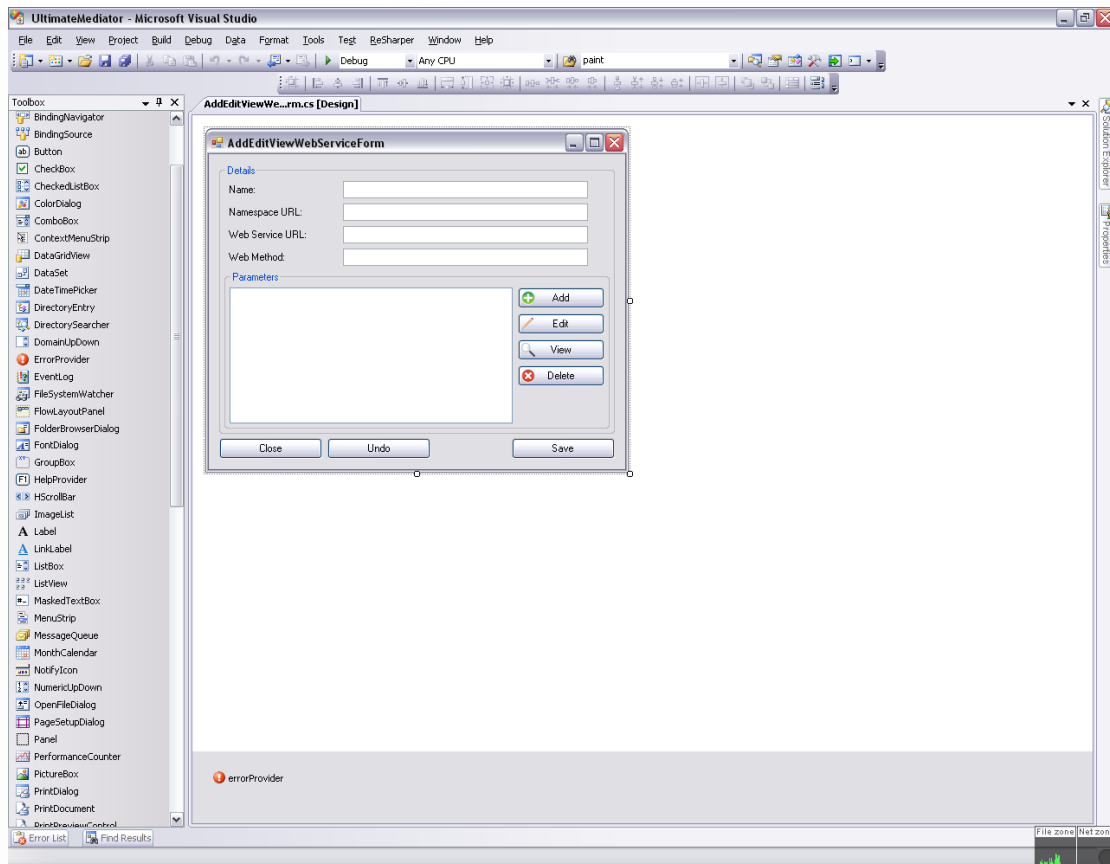 UltimateMediator - Microsoft Visual Studio
File Edit View Project Build Debug Data Format Tools Test ReSharper Window Help
Debug Any CPU paint
Toolbox
AddEditViewWe...rm.cs [Design]
BindingNavigator
BindingSource
Button
CheckBox
CheckedListBox
ColorDialog
ComboBox
ContextMenuStrip
DataGridView
DataSet
DateTimePicker
DirectoryEntry
DirectorySearcher
DomainUpDown
ErrorProvider
EventLog
FileSystemWatcher
FlowLayoutPanel
FolderBrowserDialog
FontDialog
GroupBox
HelpProvider
HScrollBar
ImageList
Label
LinkLabel
ListBox
ListView
MaskedTextBox
MenuStrip
MessageQueue
MonthCalendar
NotifyIcon
NumericUpDown
OpenFileDialog
PageSetupDialog
Panel
PerformanceCounter
PictureBox
PrintDialog
PrintDocument
PrintPreviewControl
AddEditViewWebServiceForm
Details
Name:
Namespace URL:
Web Service URL:
Web Method:
Parameters
Add
Edit
View
Delete
Close Undo Save
errorProvider
Solution Explorer
Properties
Error List Find Results
File zone Net zon